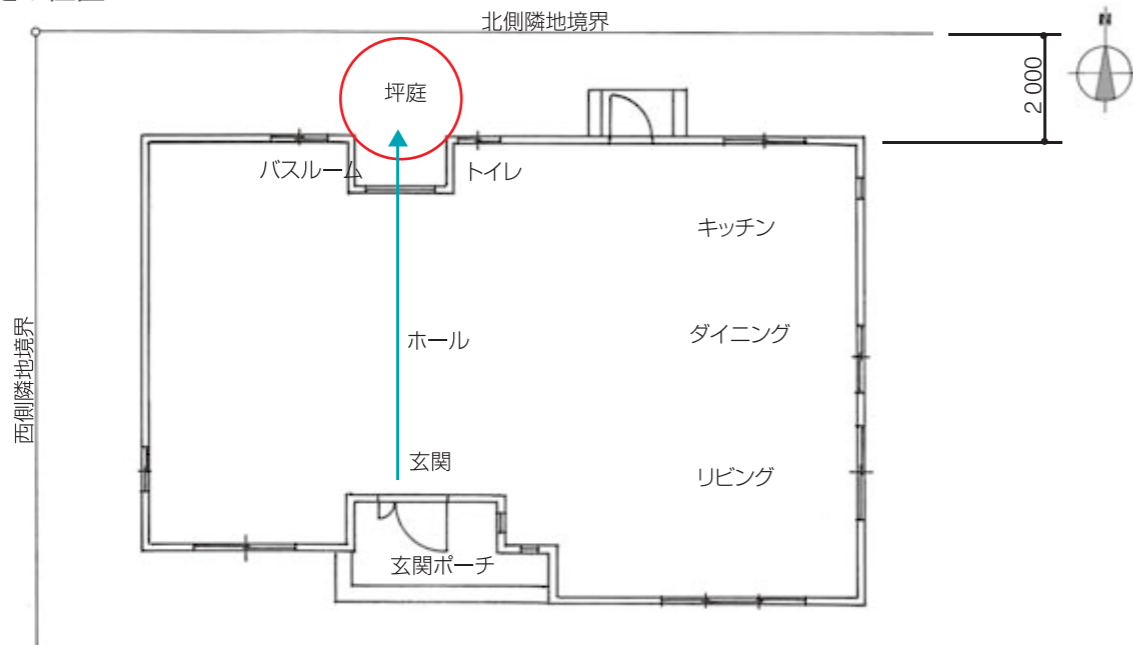 北側隣地境界
N
2 000
坪庭
バスルーム
トイレ
キッチン
ホール
ダイニング
西側隣地境界
玄関
リビング
玄関ポーチ